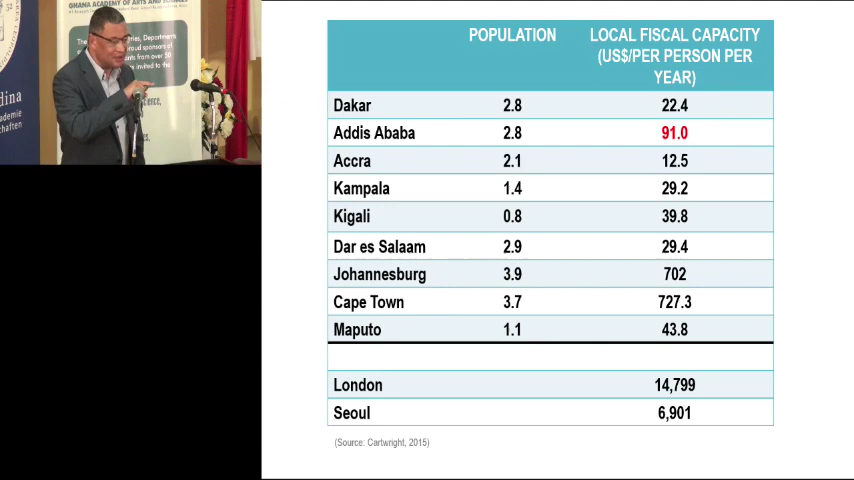 GHANA ACADEMY OF ARTS AND SCIENCES
52
dina
POPULATION
LOCAL FISCAL CAPACITY
(US$/PER PERSON PER
YEAR)
Dakar 2.8 22.4
Addis Ababa 2.8 91.0
Accra 2.1 12.5
Kampala 1.4 29.2
Kigali 0.8 39.8
Dar es Salaam 2.9 29.4
Johannesburg 3.9 702
Cape Town 3.7 727.3
Maputo 1.1 43.8
London 14,799
Seoul 6,901
(Source: Cartwright, 2015)